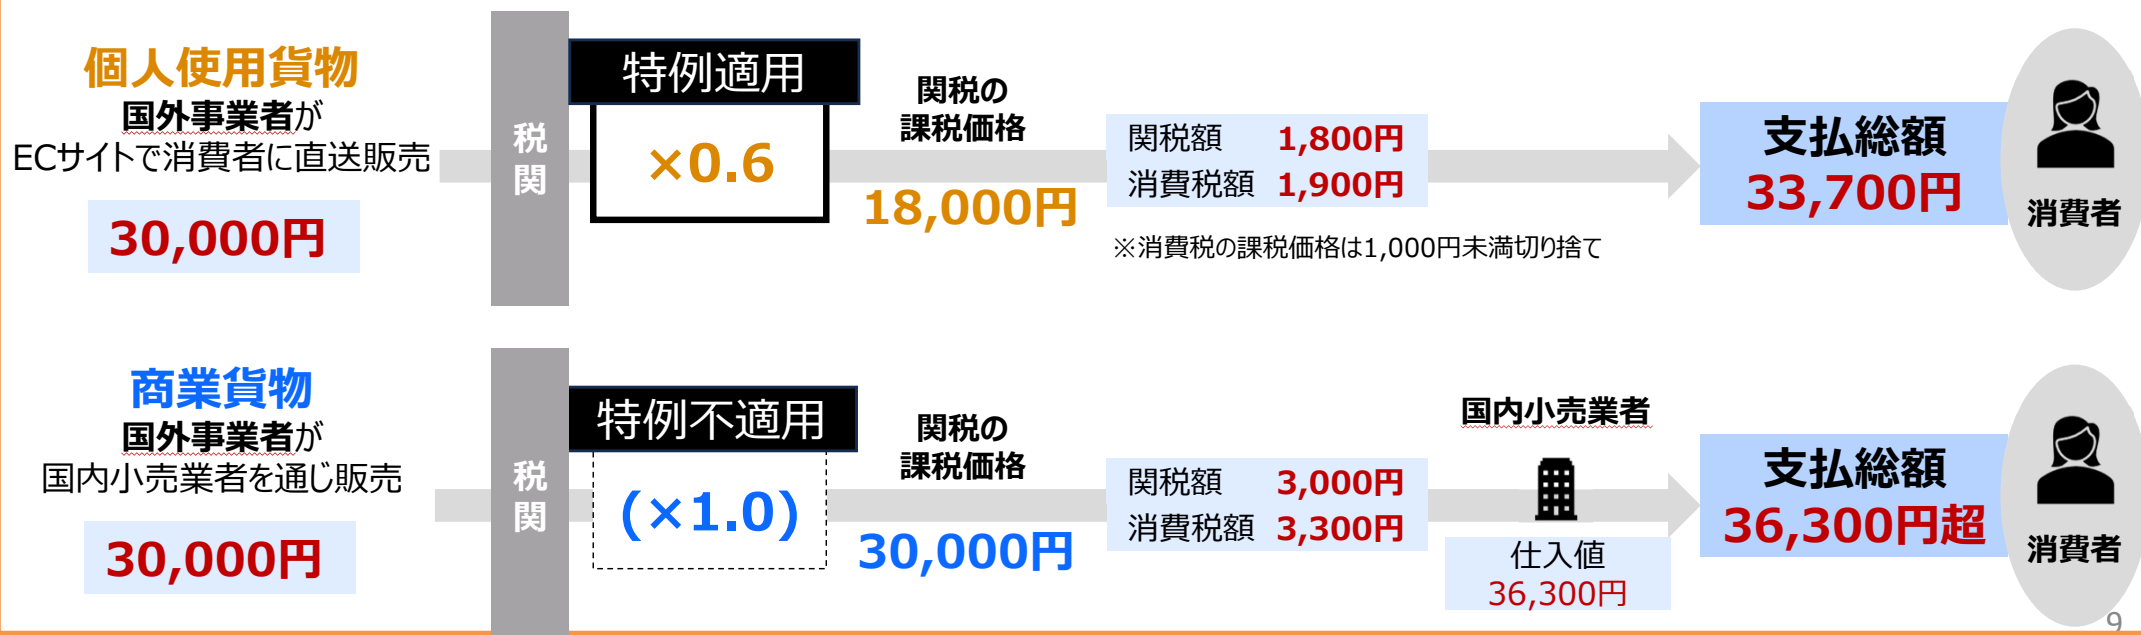 個人使用貨物
国外事業者が
ECサイトで消費者に直送販売
30,000円
税
関
特例適用
×0.6
関税の
課税価格
18,000円
関税額 1,800円
消費税額 1,900円
※消費税の課税価格は1,000円未満切り捨て
支払総額
33,700円
消費者
商業貨物
国外事業者が
国内小売業者を通じ販売
30,000円
税
関
特例不適用
(×1.0)
関税の
課税価格
30,000円
関税額 3,000円
消費税額 3,300円
国内小売業者
仕入値
36,300円
支払総額
36,300円超
消費者
9